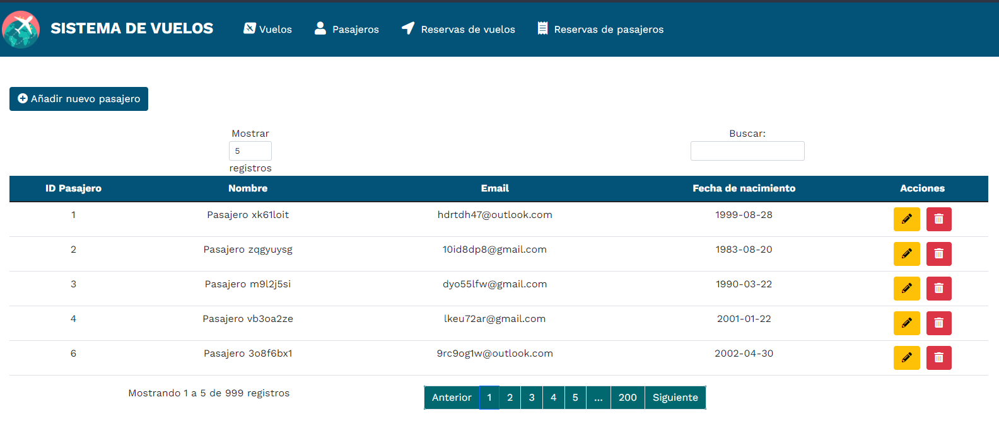 SISTEMA DE VUELOS Vuelos Pasajeros Reservas de vuelos Reservas de pasajeros
Añadir nuevo pasajero
Mostrar
5
registros
Buscar:
ID Pasajero Nombre Email Fecha de nacimiento Acciones
1 Pasajero xk61loit hdrtdh47@outlook.com 1999-08-28
2 Pasajero zqgyuysg 10id8dp8@gmail.com 1983-08-20
3 Pasajero m9l2j5si dyo55lfw@gmail.com 1990-03-22
4 Pasajero vb3oa2ze lkeu72ar@gmail.com 2001-01-22
6 Pasajero 3o8f6bx1 9rc9og1w@outlook.com 2002-04-30
Mostrando 1 a 5 de 999 registros
Anterior 1 2 3 4 5 ... 200 Siguiente